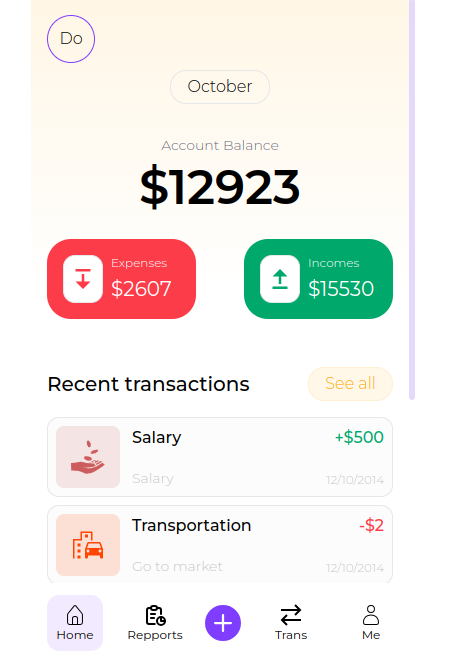 Do
October
Account Balance
$12923
Expenses
$2607
Incomes
$15530
Recent transactions
See all
Salary
+$500
Salary
12/10/2014
Transportation
-$2
Go to market
12/10/2014
Home
Repports
Trans
Me